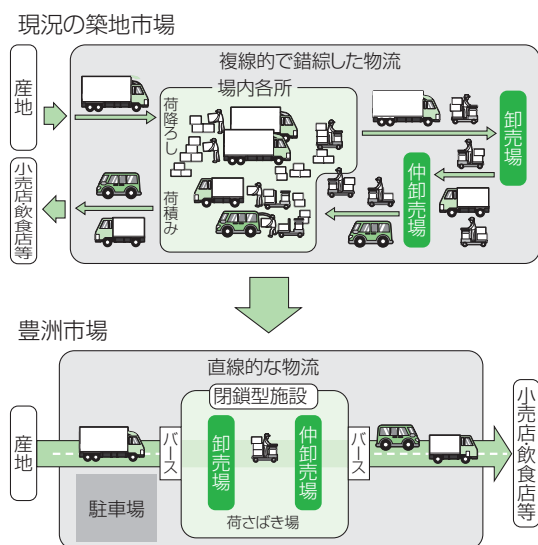 現況の築地市場
産地
小売店・飲食店等
複線的で錯綜した物流
場内各所
荷降ろし
荷積み
卸売場
仲卸売場
豊洲市場
直線的な物流
産地
閉鎖型施設
バース
卸売場
仲卸売場
バース
駐車場
荷さばき場
小売店・飲食店等